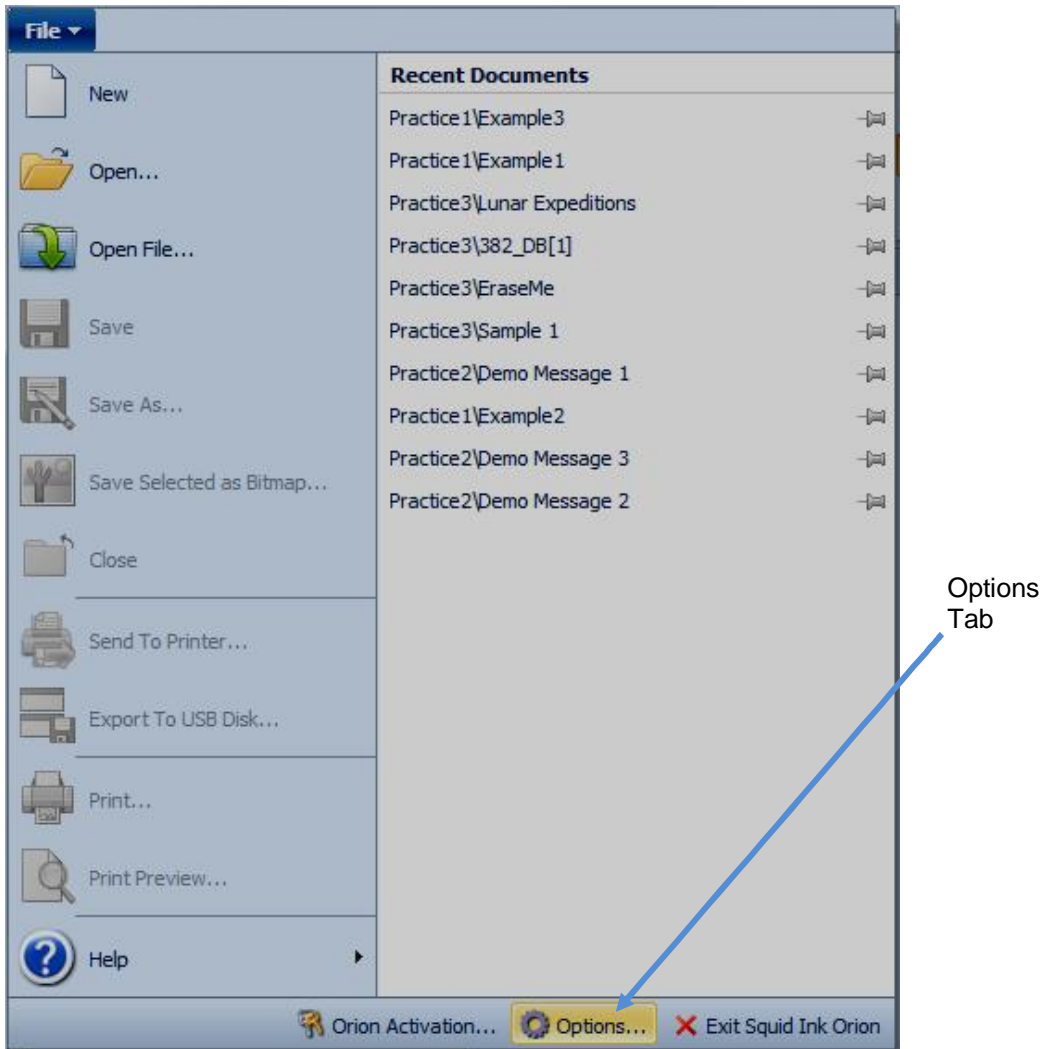 File
New
Open...
Open File...
Save
Save As...
Save Selected as Bitmap...
Close
Send To Printer...
Export To USB Disk...
Print...
Print Preview...
Help
Recent Documents
Practice1\Example3
Practice1\Example1
Practice3\Lunar Expeditions
Practice3\382_DB[1]
Practice3\EraseMe
Practice3\Sample 1
Practice2\Demo Message 1
Practice1\Example2
Practice2\Demo Message 3
Practice2\Demo Message 2
Options
Tab
Orion Activation...
Options...
Exit Squid Ink Orion